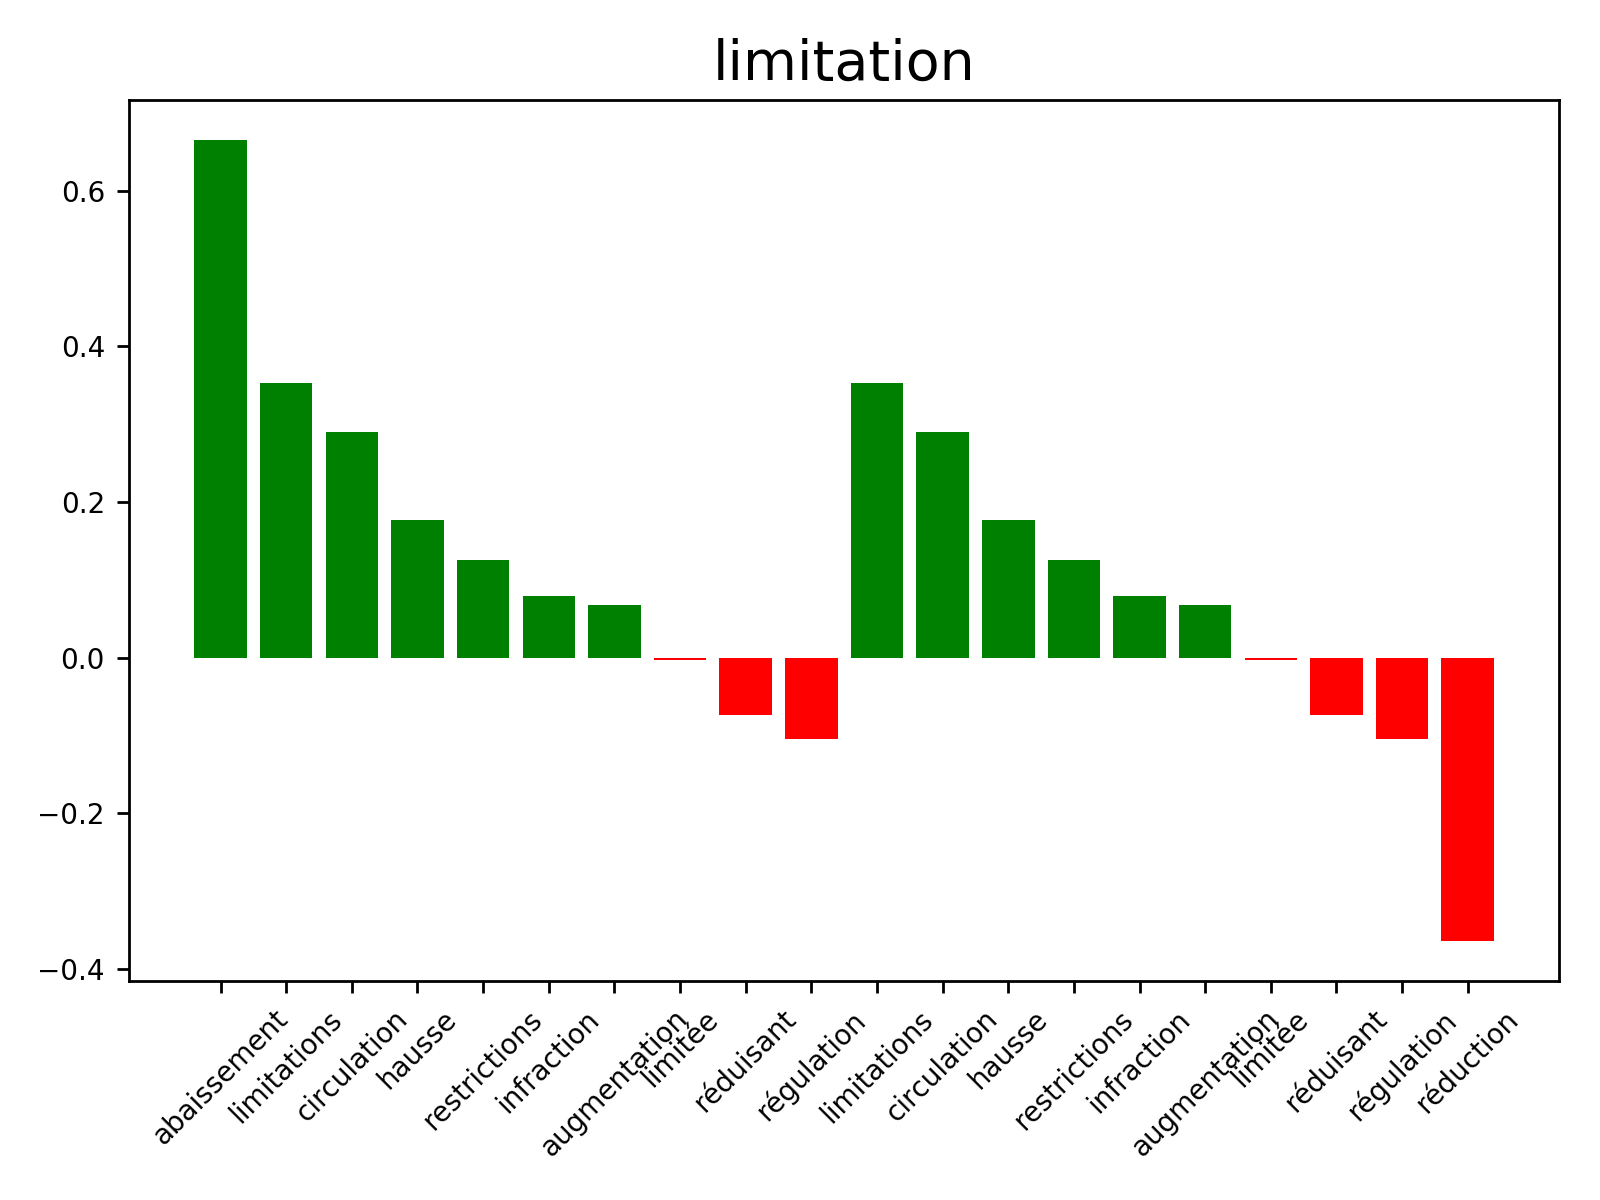 limitation
0.6
0.4
0.2
0.0
−0.2
−0.4
abaissement
limitations
circulation
hausse
restrictions
infraction
augmentation
limitée
réduisant
régulation
limitations
circulation
hausse
restrictions
infraction
augmentation
limitée
réduisant
régulation
réduction